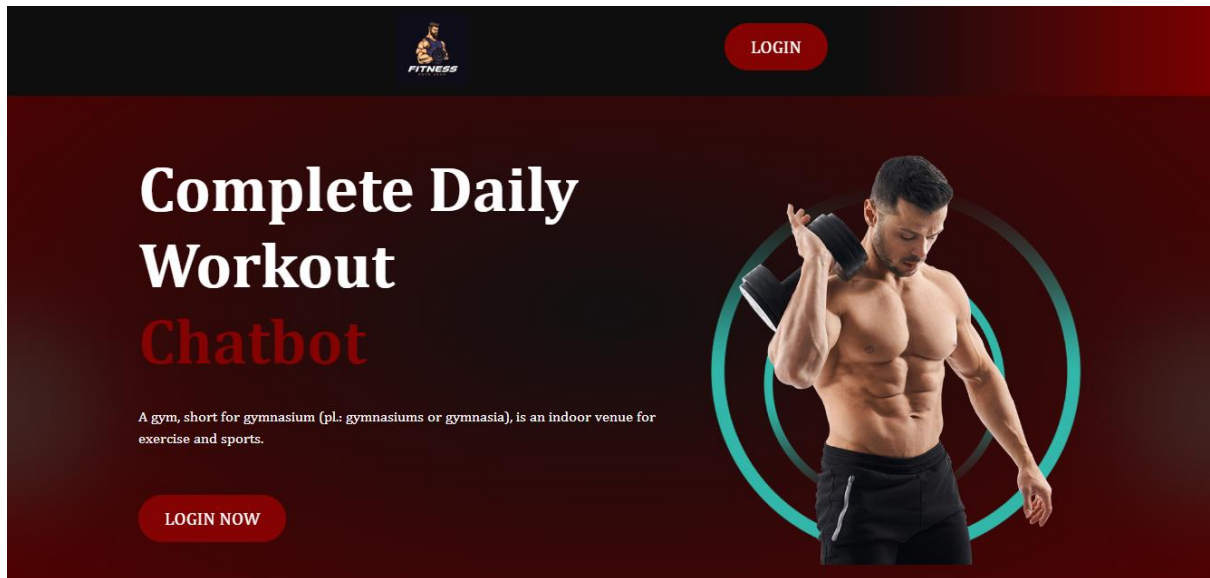 FITNESS
LOGIN
Complete Daily
Workout
Chatbot
A gym, short for gymnasium (pl.: gymnasiums or gymnasia), is an indoor venue for
exercise and sports.
LOGIN NOW